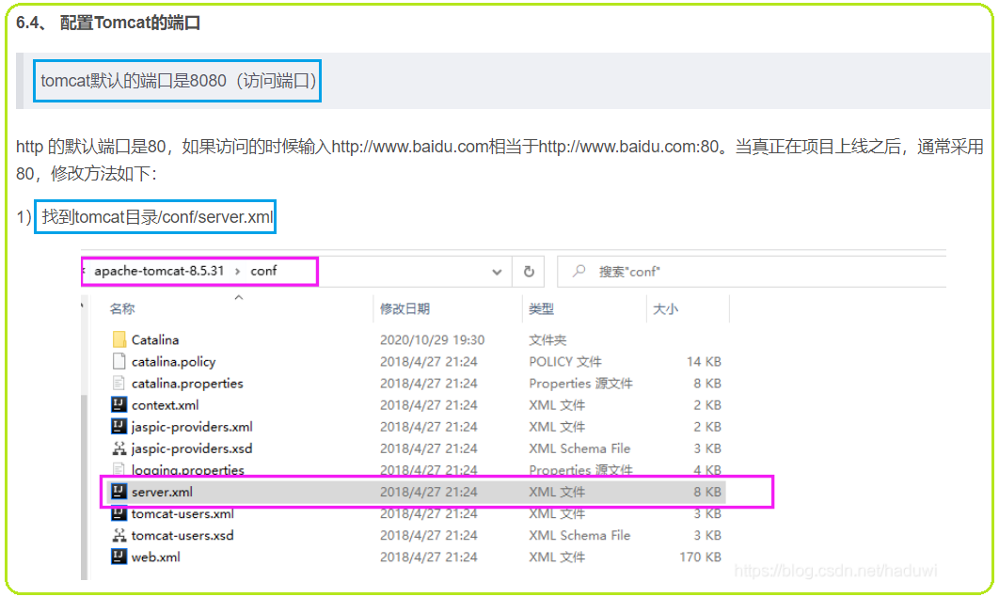 6.4、 配置Tomcat的端口
tomcat默认的端口是8080（访问端口）
http 的默认端口是80，如果访问的时候输入http://www.baidu.com相当于http://www.baidu.com:80。当真正在项目上线之后，通常采用
80，修改方法如下：
1) 找到tomcat目录/conf/server.xml
apache-tomcat-8.5.31 › conf 搜索"conf"
名称 修改日期 类型 大小
Catalina 2020/10/29 19:30 文件夹
catalina.policy 2018/4/27 21:24 POLICY 文件 14 KB
catalina.properties 2018/4/27 21:24 Properties 源文件 8 KB
context.xml 2018/4/27 21:24 XML 文件 2 KB
jaspic-providers.xml 2018/4/27 21:24 XML 文件 2 KB
jaspic-providers.xsd 2018/4/27 21:24 XML Schema File 3 KB
logging.properties 2018/4/27 21:24 Properties 源文件 4 KB
server.xml 2018/4/27 21:24 XML 文件 8 KB
tomcat-users.xml 2018/4/27 21:24 XML 文件 3 KB
tomcat-users.xsd 2018/4/27 21:24 XML Schema File 3 KB
web.xml 2018/4/27 21:24 XML 文件 170 KB
https://blog.csdn.net/haduwi